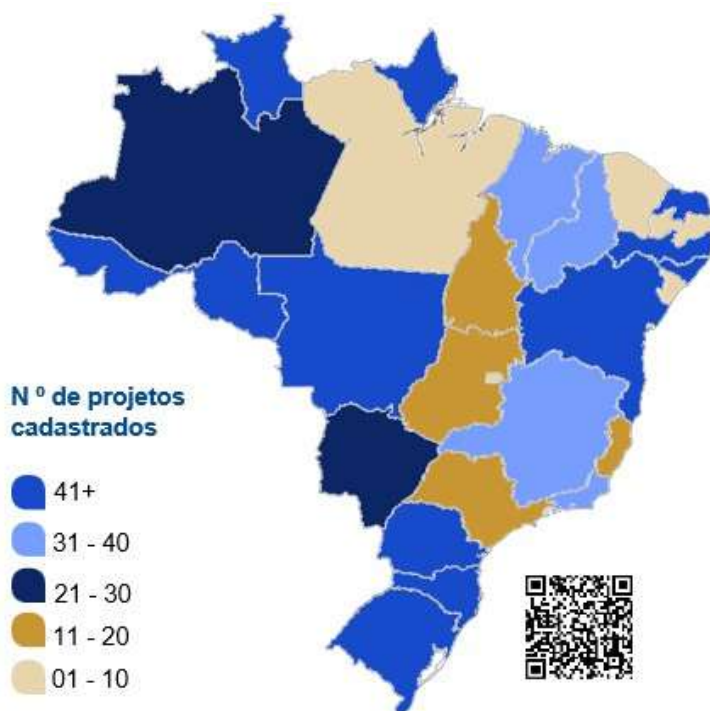 N º de projetos
cadastrados
41+
31 - 40
21 - 30
11 - 20
01 - 10